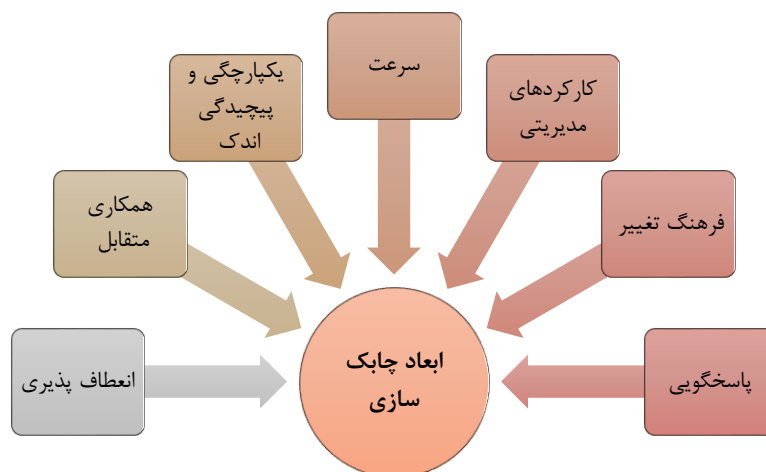 سرعت
یکپارچگی و
پیچیدگی
اندک
کارکردهای
مدیریتی
همکاری
متقابل
فرهنگ تغییر
انعطاف پذیری
ابعاد چابک
سازی
پاسخگویی